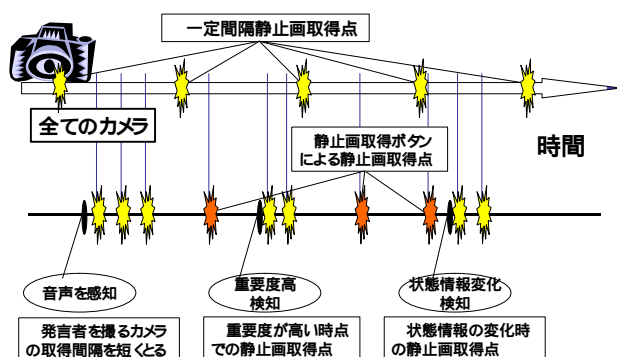 一定間隔静止画取得点
全てのカメラ
時間
静止画取得ボタン
による静止画取得点
音声を感知
重要度高
検知
状態情報変化
検知
発言者を撮るカメラ
の取得間隔を短くとる
重要度が高い時点
での静止画取得点
状態情報の変化時
の静止画取得点